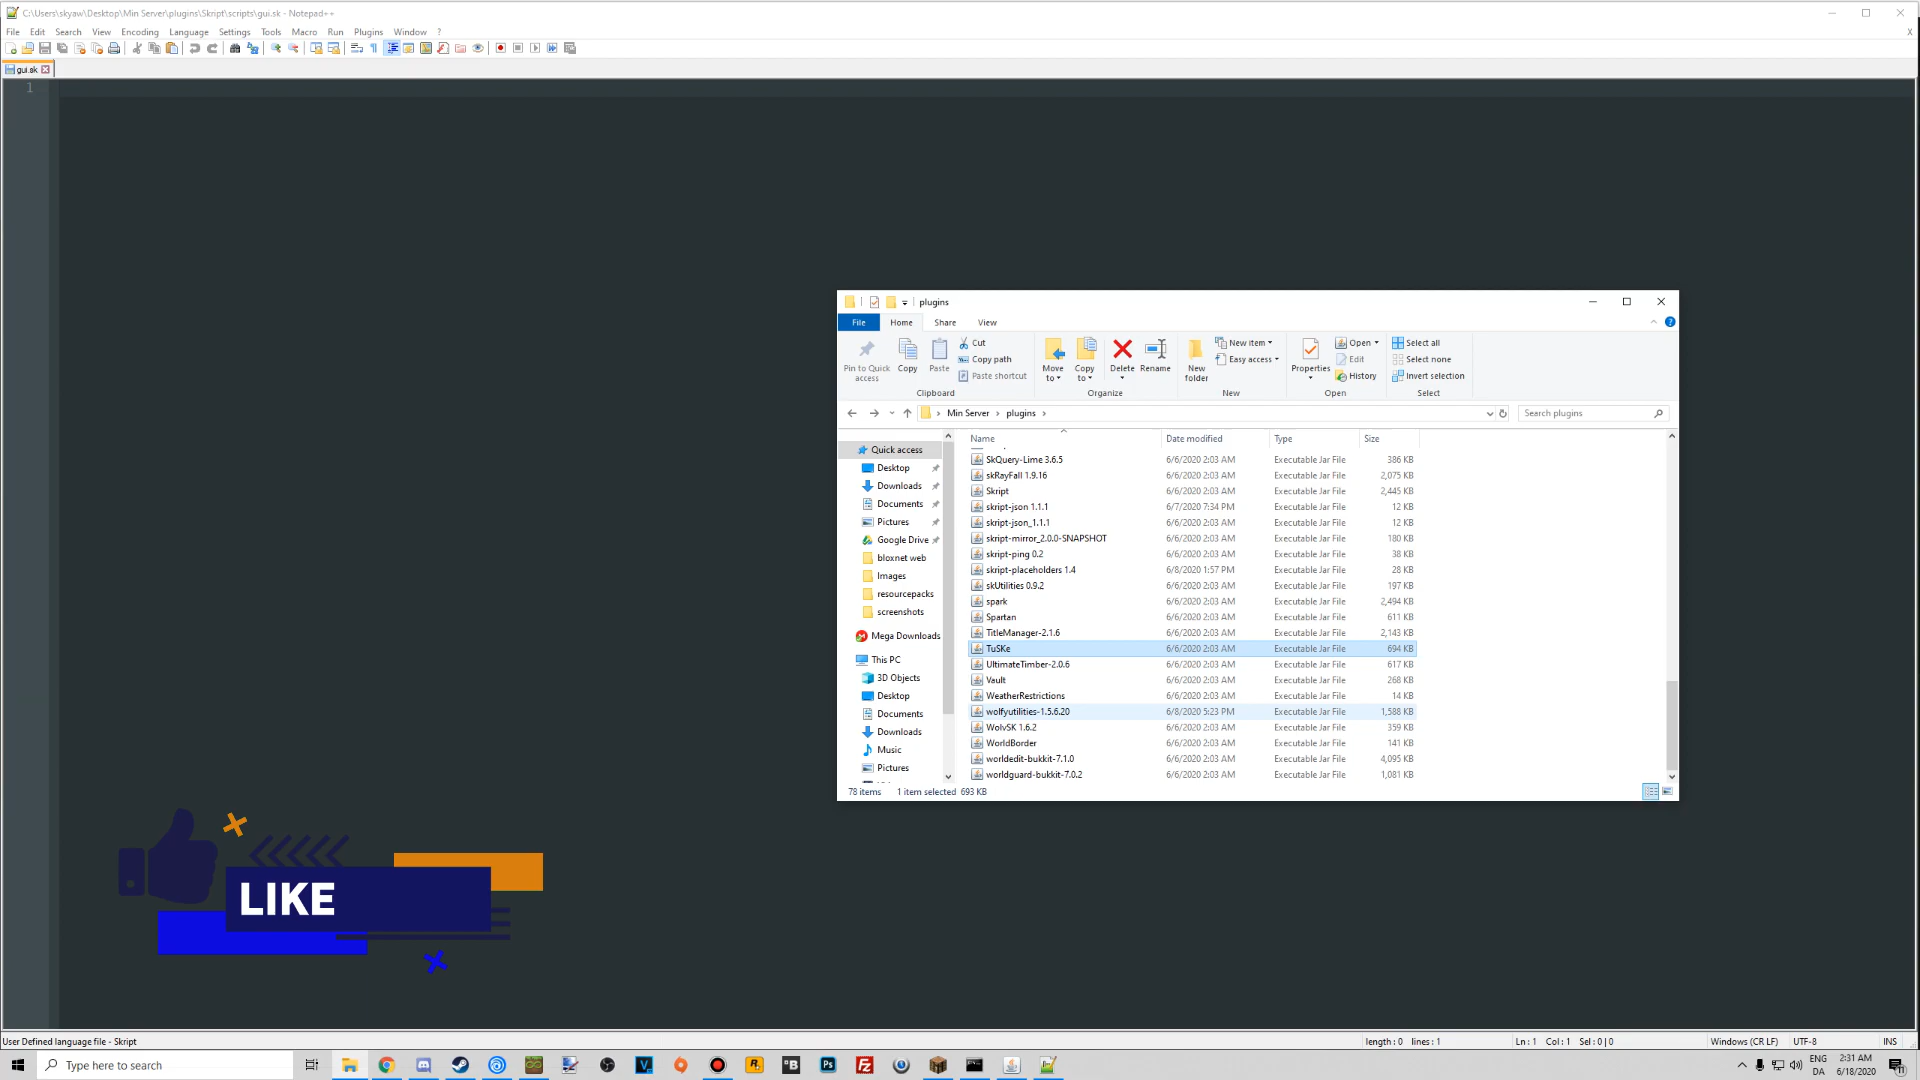 C:\Users\skyaw\Desktop\Min Server\plugins\Skript\scripts\gui.sk - Notepad++
File Edit Search View Encoding Language Settings Tools Macro Run Plugins Window ?
X
gui.sk
1
plugins
File Home Share View
Pin to Quick access
Copy
Paste
Cut
Copy path
Paste shortcut
Clipboard
Move to
Copy to
Delete
Rename
Organize
New folder
New item
Easy access
New
Properties
Open
Edit
History
Open
Select all
Select none
Invert selection
Select
Min Server > plugins >
Search plugins
Quick access
Desktop
Downloads
Documents
Pictures
Google Drive
bloxnet web
Images
resourcepacks
screenshots
Mega Downloads
This PC
3D Objects
Desktop
Documents
Downloads
Music
Pictures
Name Date modified Type Size
SkQuery-Lime 3.6.5 6/6/2020 2:03 AM Executable Jar File 386 KB
skRayFall 1.9.16 6/6/2020 2:03 AM Executable Jar File 2,075 KB
Skript 6/6/2020 2:03 AM Executable Jar File 2,445 KB
skript-json 1.1.1 6/7/2020 7:34 PM Executable Jar File 12 KB
skript-json_1.1.1 6/6/2020 2:03 AM Executable Jar File 12 KB
skript-mirror_2.0.0-SNAPSHOT 6/6/2020 2:03 AM Executable Jar File 180 KB
skript-ping 0.2 6/6/2020 2:03 AM Executable Jar File 38 KB
skript-placeholders 1.4 6/8/2020 1:57 PM Executable Jar File 28 KB
skUtilities 0.9.2 6/6/2020 2:03 AM Executable Jar File 197 KB
spark 6/6/2020 2:03 AM Executable Jar File 2,494 KB
Spartan 6/6/2020 2:03 AM Executable Jar File 611 KB
TitleManager-2.1.6 6/6/2020 2:03 AM Executable Jar File 2,143 KB
TuSKe 6/6/2020 2:03 AM Executable Jar File 694 KB
UltimateTimber-2.0.6 6/6/2020 2:03 AM Executable Jar File 617 KB
Vault 6/6/2020 2:03 AM Executable Jar File 268 KB
WeatherRestrictions 6/6/2020 2:03 AM Executable Jar File 14 KB
wolfyutilities-1.5.6.20 6/8/2020 5:23 PM Executable Jar File 1,588 KB
WolvSK 1.6.2 6/6/2020 2:03 AM Executable Jar File 359 KB
WorldBorder 6/6/2020 2:03 AM Executable Jar File 141 KB
worldedit-bukkit-7.1.0 6/6/2020 2:03 AM Executable Jar File 4,095 KB
worldguard-bukkit-7.0.2 6/6/2020 2:03 AM Executable Jar File 1,081 KB
78 items 1 item selected 693 KB
LIKE
User Defined language file - Skript
length : 0 lines : 1 Ln : 1 Col : 1 Sel : 0 | 0 Windows (CR LF) UTF-8 INS
Type here to search
ENG
DA
2:31 AM
6/18/2020